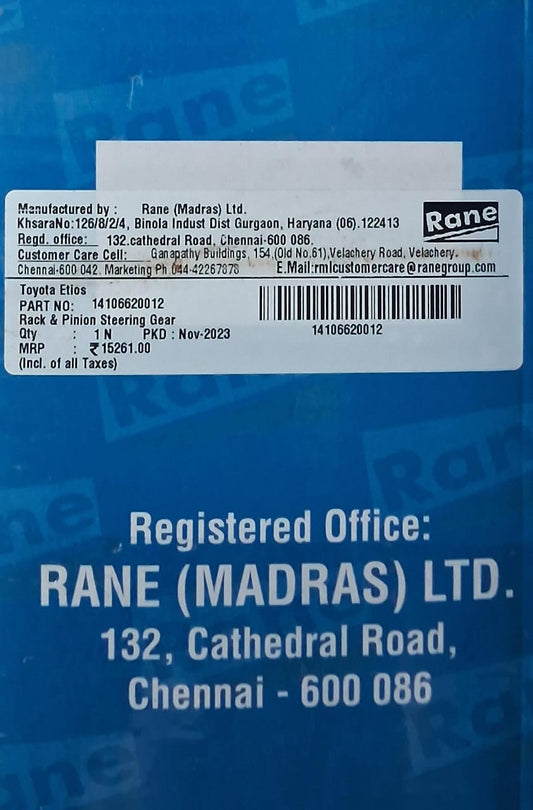 Rane
Manufactured by : Rane (Madras) Ltd.
KhsaraNo:126/8/2/4, Binola Indust Dist Gurgaon, Haryana (06).122413
Regd. office: 132.cathedral Road, Chennai-600 086.
Customer Care Cell: Ganapathy Buildings, 154,(Old No.61),Velachery Road, Velachery.
Chennai-600 042. Marketing Ph 044-42267878 E.Mail:rmlcustomercare@ranegroup.com
Rane
Toyota Etios
PART NO: 14106620012
Rack & Pinion Steering Gear
Qty : 1 N PKD : Nov-2023
MRP : ₹15261.00
(Incl. of all Taxes)
14106620012
Rane
Rane
Rane
Registered Office:
RANE (MADRAS) LTD.
132, Cathedral Road,
Chennai - 600 086